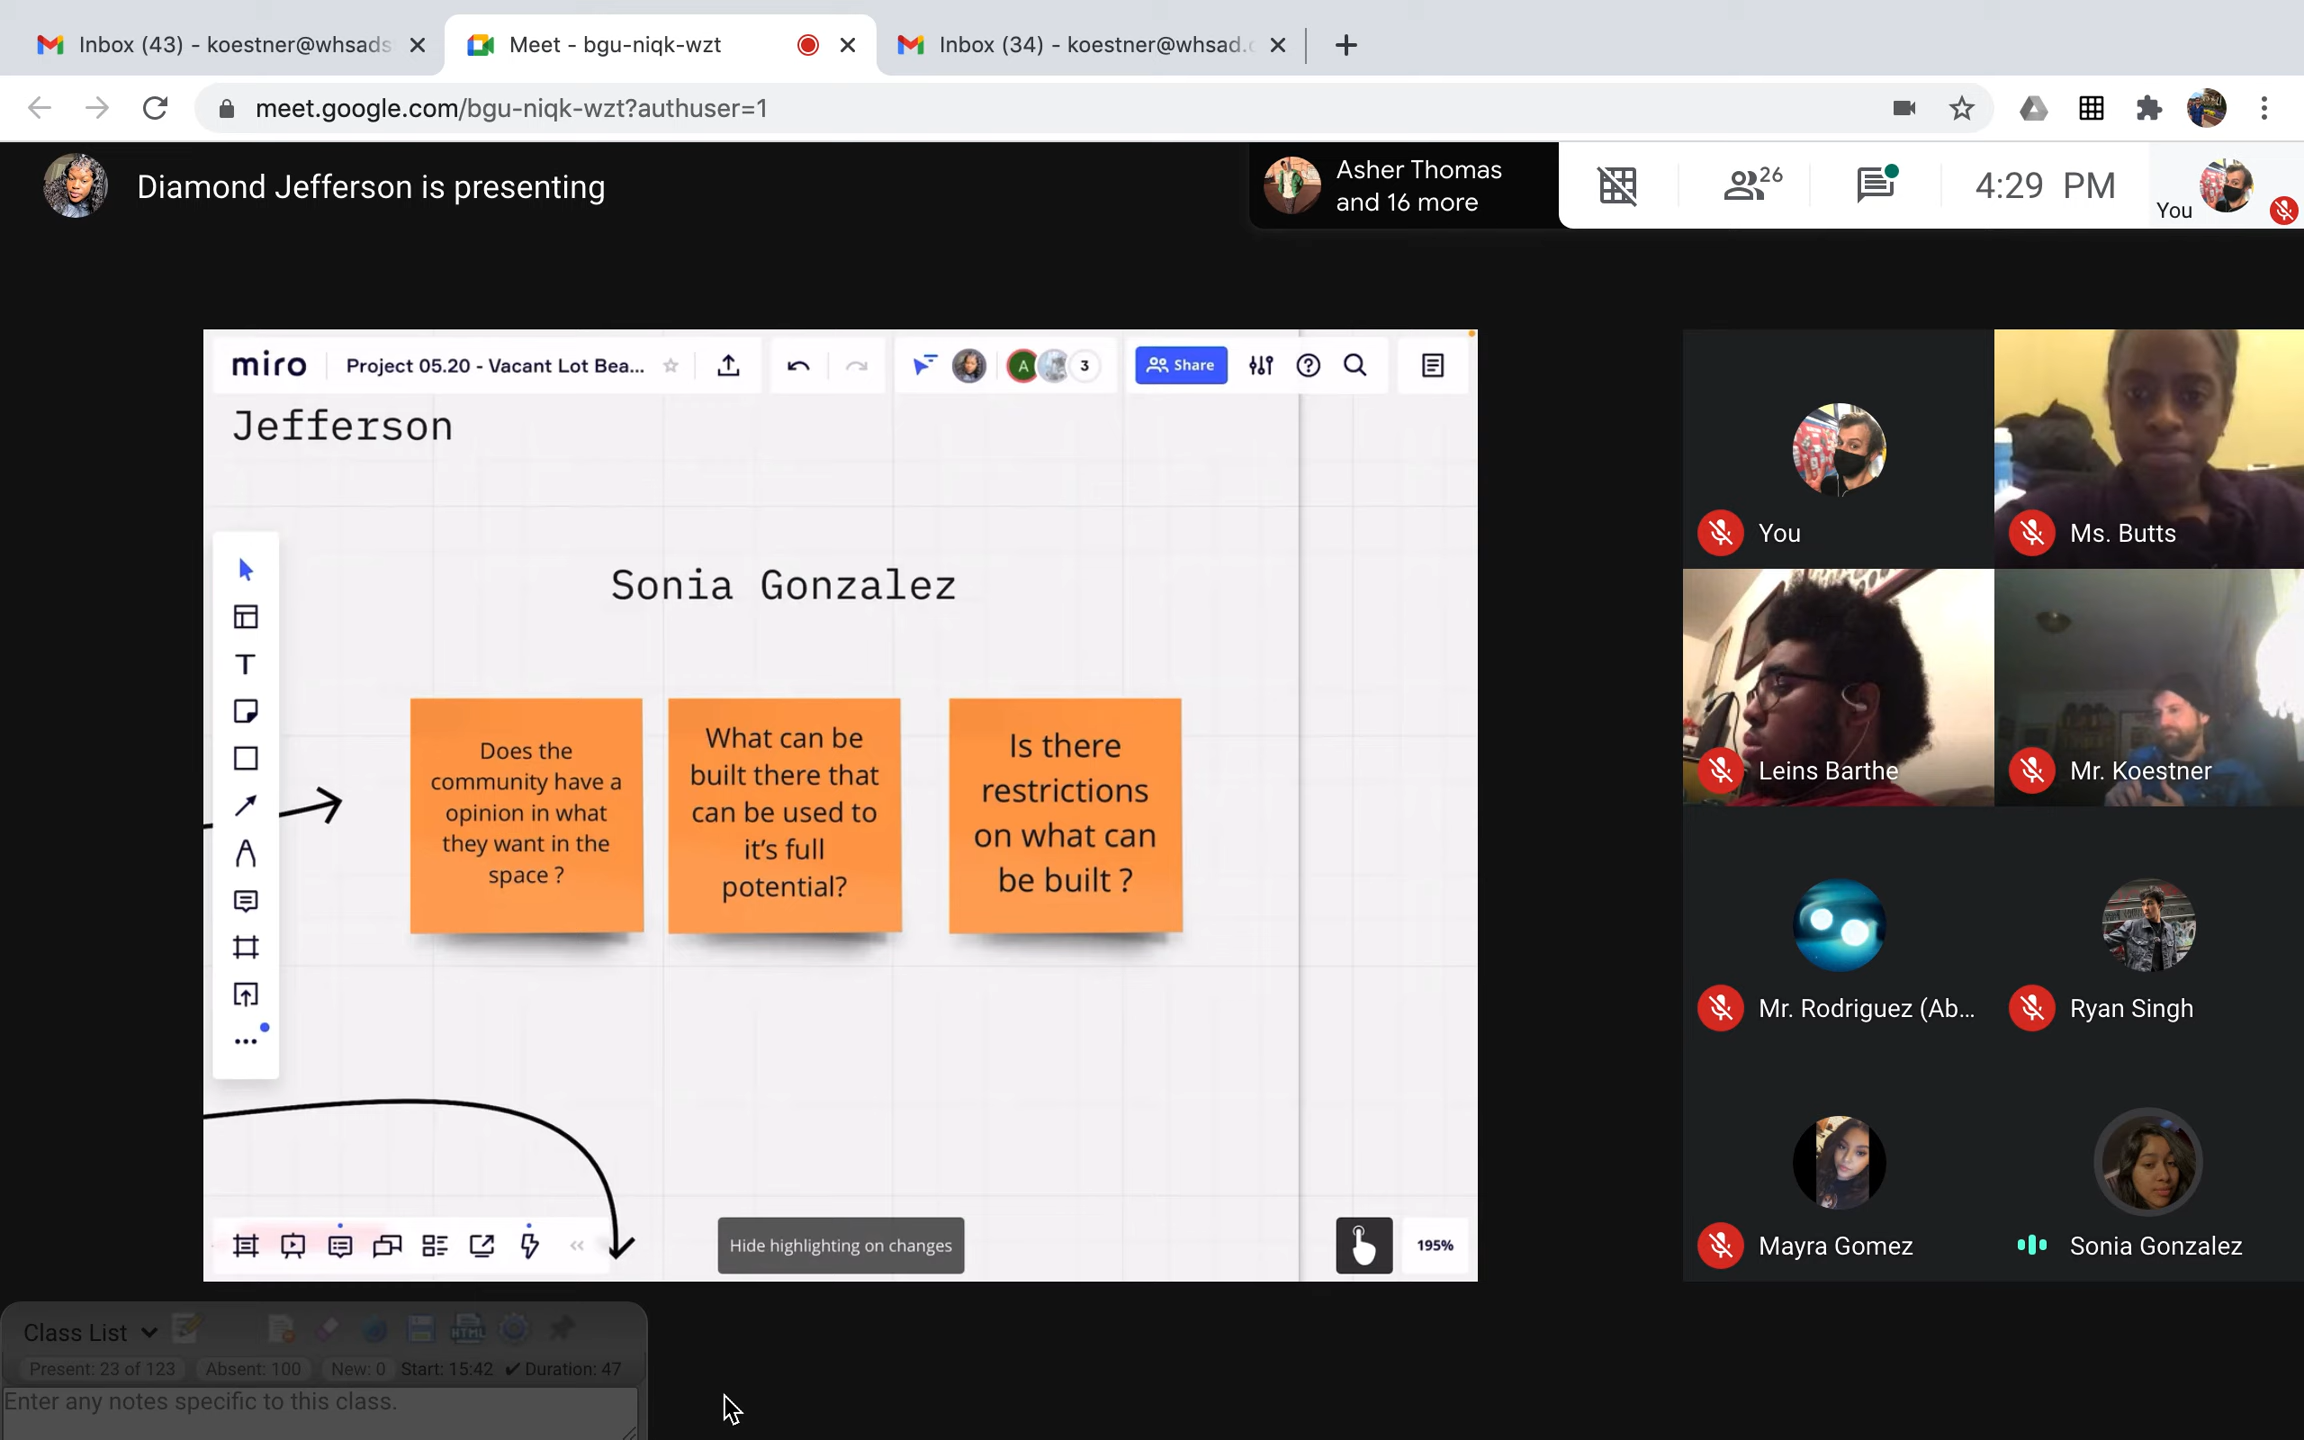 Inbox (43) - koestner@whsads
Meet - bgu-niqk-wzt
Inbox (34) - koestner@whsad.
meet.google.com/bgu-niqk-wzt?authuser=1
Diamond Jefferson is presenting
Asher Thomas
and 16 more
26
4:29 PM
You
miro
Project 05.20 - Vacant Lot Bea...
A
3
Share
Jefferson
Sonia Gonzalez
Does the
community have a
opinion in what
they want in the
space ?
What can be
built there that
can be used to
it's full
potential?
Is there
restrictions
on what can
be built ?
T
Hide highlighting on changes
195%
You
Ms. Butts
Leins Barthe
Mr. Koestner
Mr. Rodriguez (Ab...
Ryan Singh
Mayra Gomez
Sonia Gonzalez
Class List
HTML
Present: 23 of 123
Absent: 100
New: 0
Start: 15:42
✔ Duration: 47
Enter any notes specific to this class.